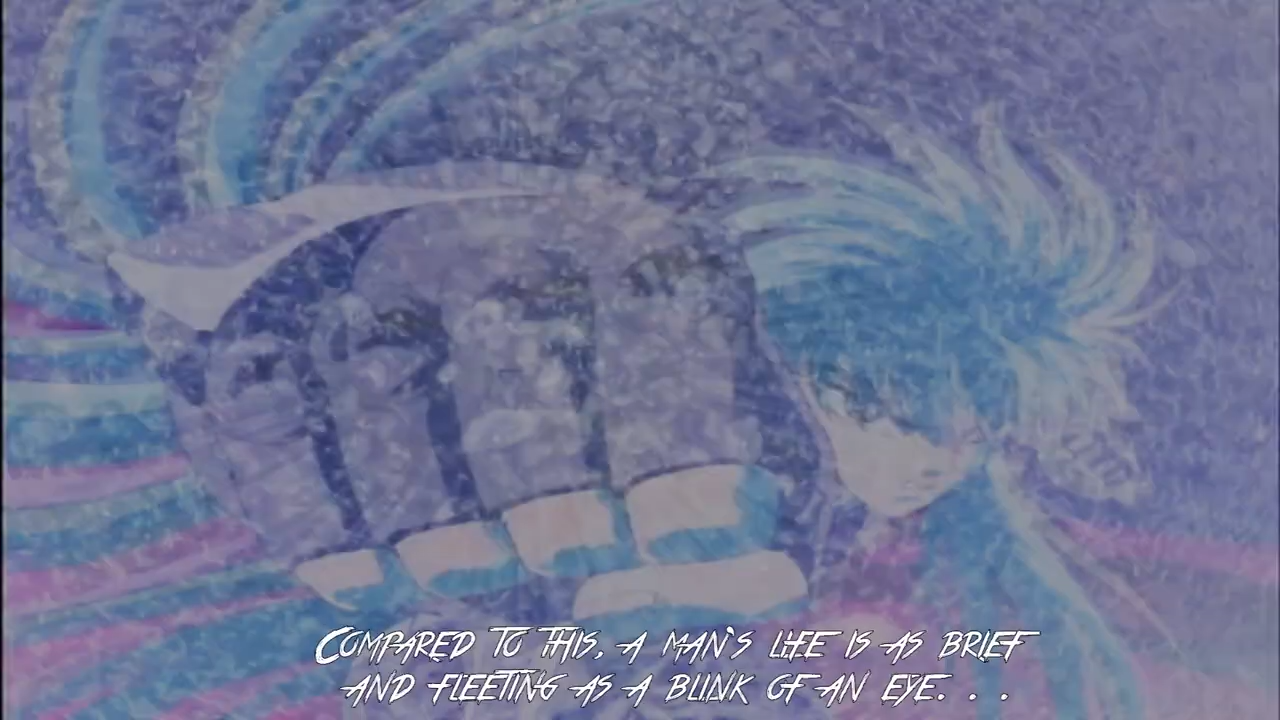 COMPARED TO THIS, A MAN'S LIFE IS AS BRIEF
AND FLEETING AS A BLINK OF AN EYE. . .